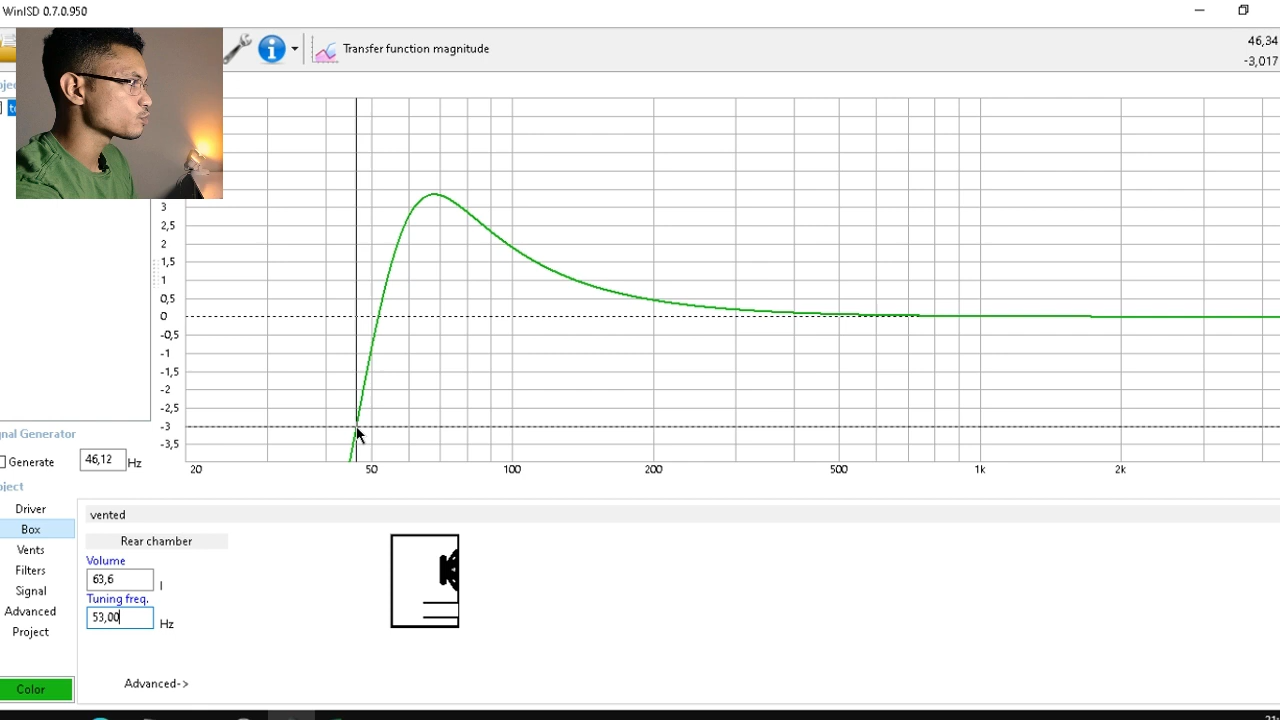 WinISD 0.7.0.950
Transfer function magnitude
46,34
-3,017
3
2,5
2
1,5
1
0,5
0
-0,5
-1
-1,5
-2
-2,5
-3
-3,5
20
50
100
200
500
1k
2k
nal Generator
Generate
46,12
Hz
oject
Driver
Box
Vents
Filters
Signal
Advanced
Project
Color
vented
Rear chamber
Volume
63,6
l
Tuning freq.
53,00
Hz
Advanced->